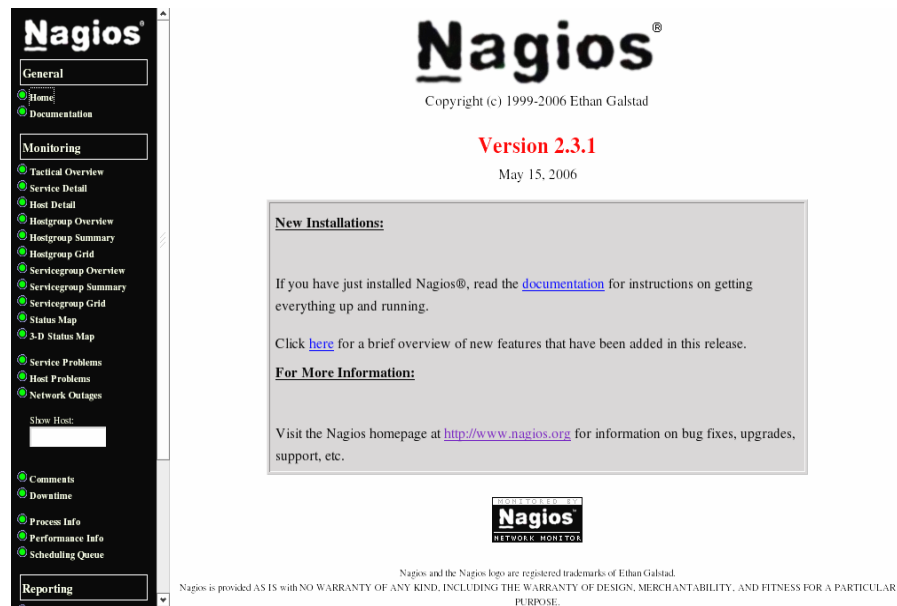 Nagios®
General
Home
Documentation
Monitoring
Tactical Overview
Service Detail
Host Detail
Hostgroup Overview
Hostgroup Summary
Hostgroup Grid
Servicegroup Overview
Servicegroup Summary
Servicegroup Grid
Status Map
3-D Status Map
Service Problems
Host Problems
Network Outages
Show Host:
Comments
Downtime
Process Info
Performance Info
Scheduling Queue
Reporting
Nagios®
Copyright (c) 1999-2006 Ethan Galstad
Version 2.3.1
May 15, 2006
New Installations:
If you have just installed Nagios®, read the documentation for instructions on getting
everything up and running.
Click here for a brief overview of new features that have been added in this release.
For More Information:
Visit the Nagios homepage at http://www.nagios.org for information on bug fixes, upgrades,
support, etc.
MONITORED BY
Nagios®
NETWORK MONITOR
Nagios and the Nagios logo are registered trademarks of Ethan Galstad.
Nagios is provided AS IS with NO WARRANTY OF ANY KIND, INCLUDING THE WARRANTY OF DESIGN, MERCHANTABILITY, AND FITNESS FOR A PARTICULAR
PURPOSE.